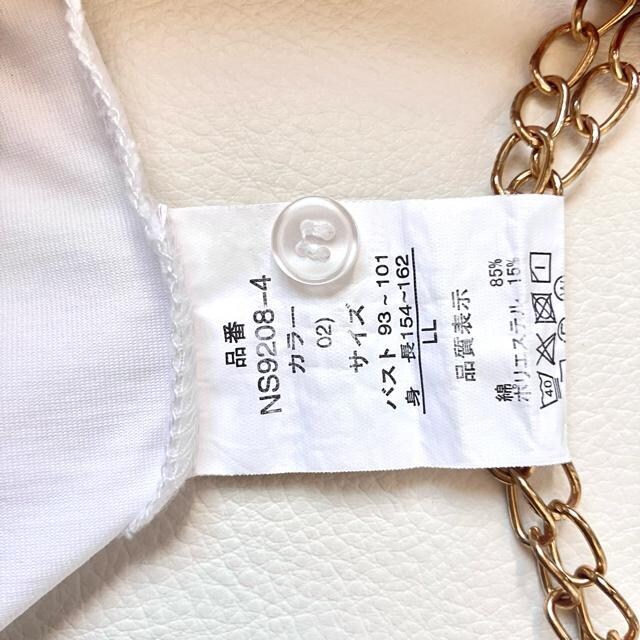 品番
NS9208-4
カラー
02)
サイズ
バスト 93~101
身 長154~162
LL
品質表示
綿 85%
ポリエステル 15%
40